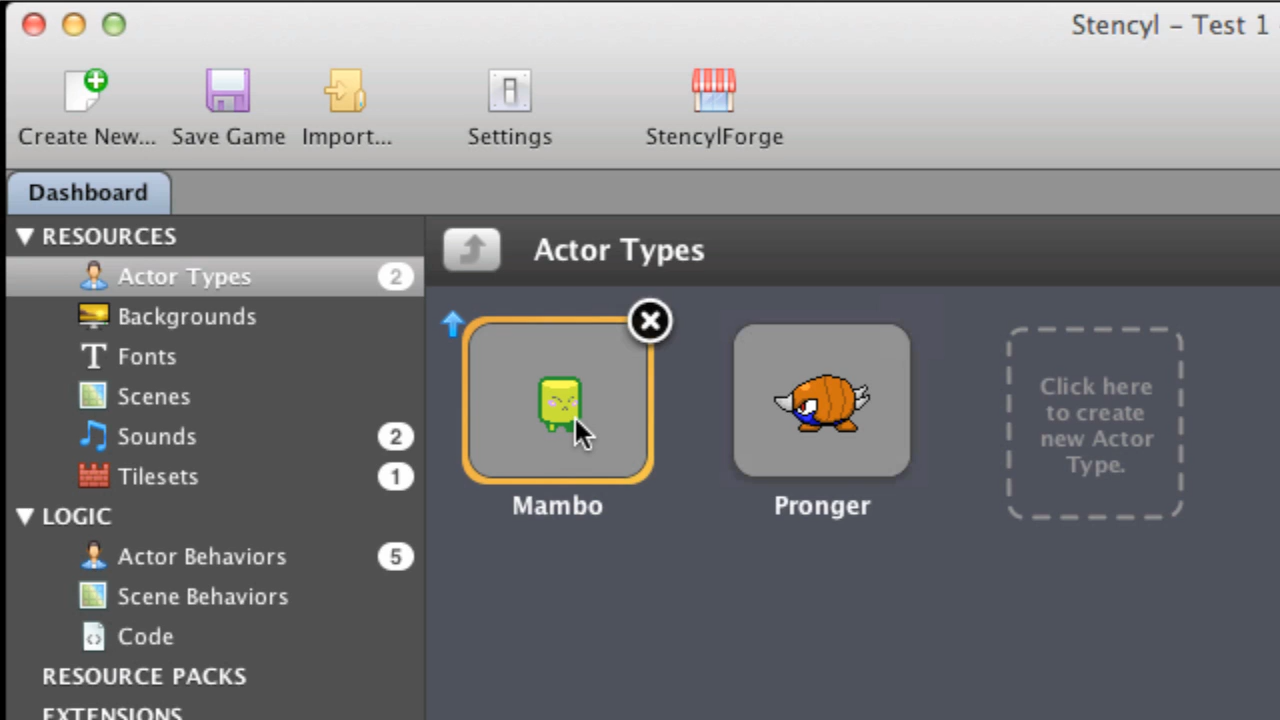 Stencyl – Test 1
Create New...
Save Game
Import...
Settings
StencylForge
Dashboard
RESOURCES
Actor Types
2
Backgrounds
Fonts
Scenes
Sounds
2
Tilesets
1
LOGIC
Actor Behaviors
5
Scene Behaviors
Code
RESOURCE PACKS
EXTENSIONS
Actor Types
Mambo
Pronger
Click here
to create
new Actor
Type.